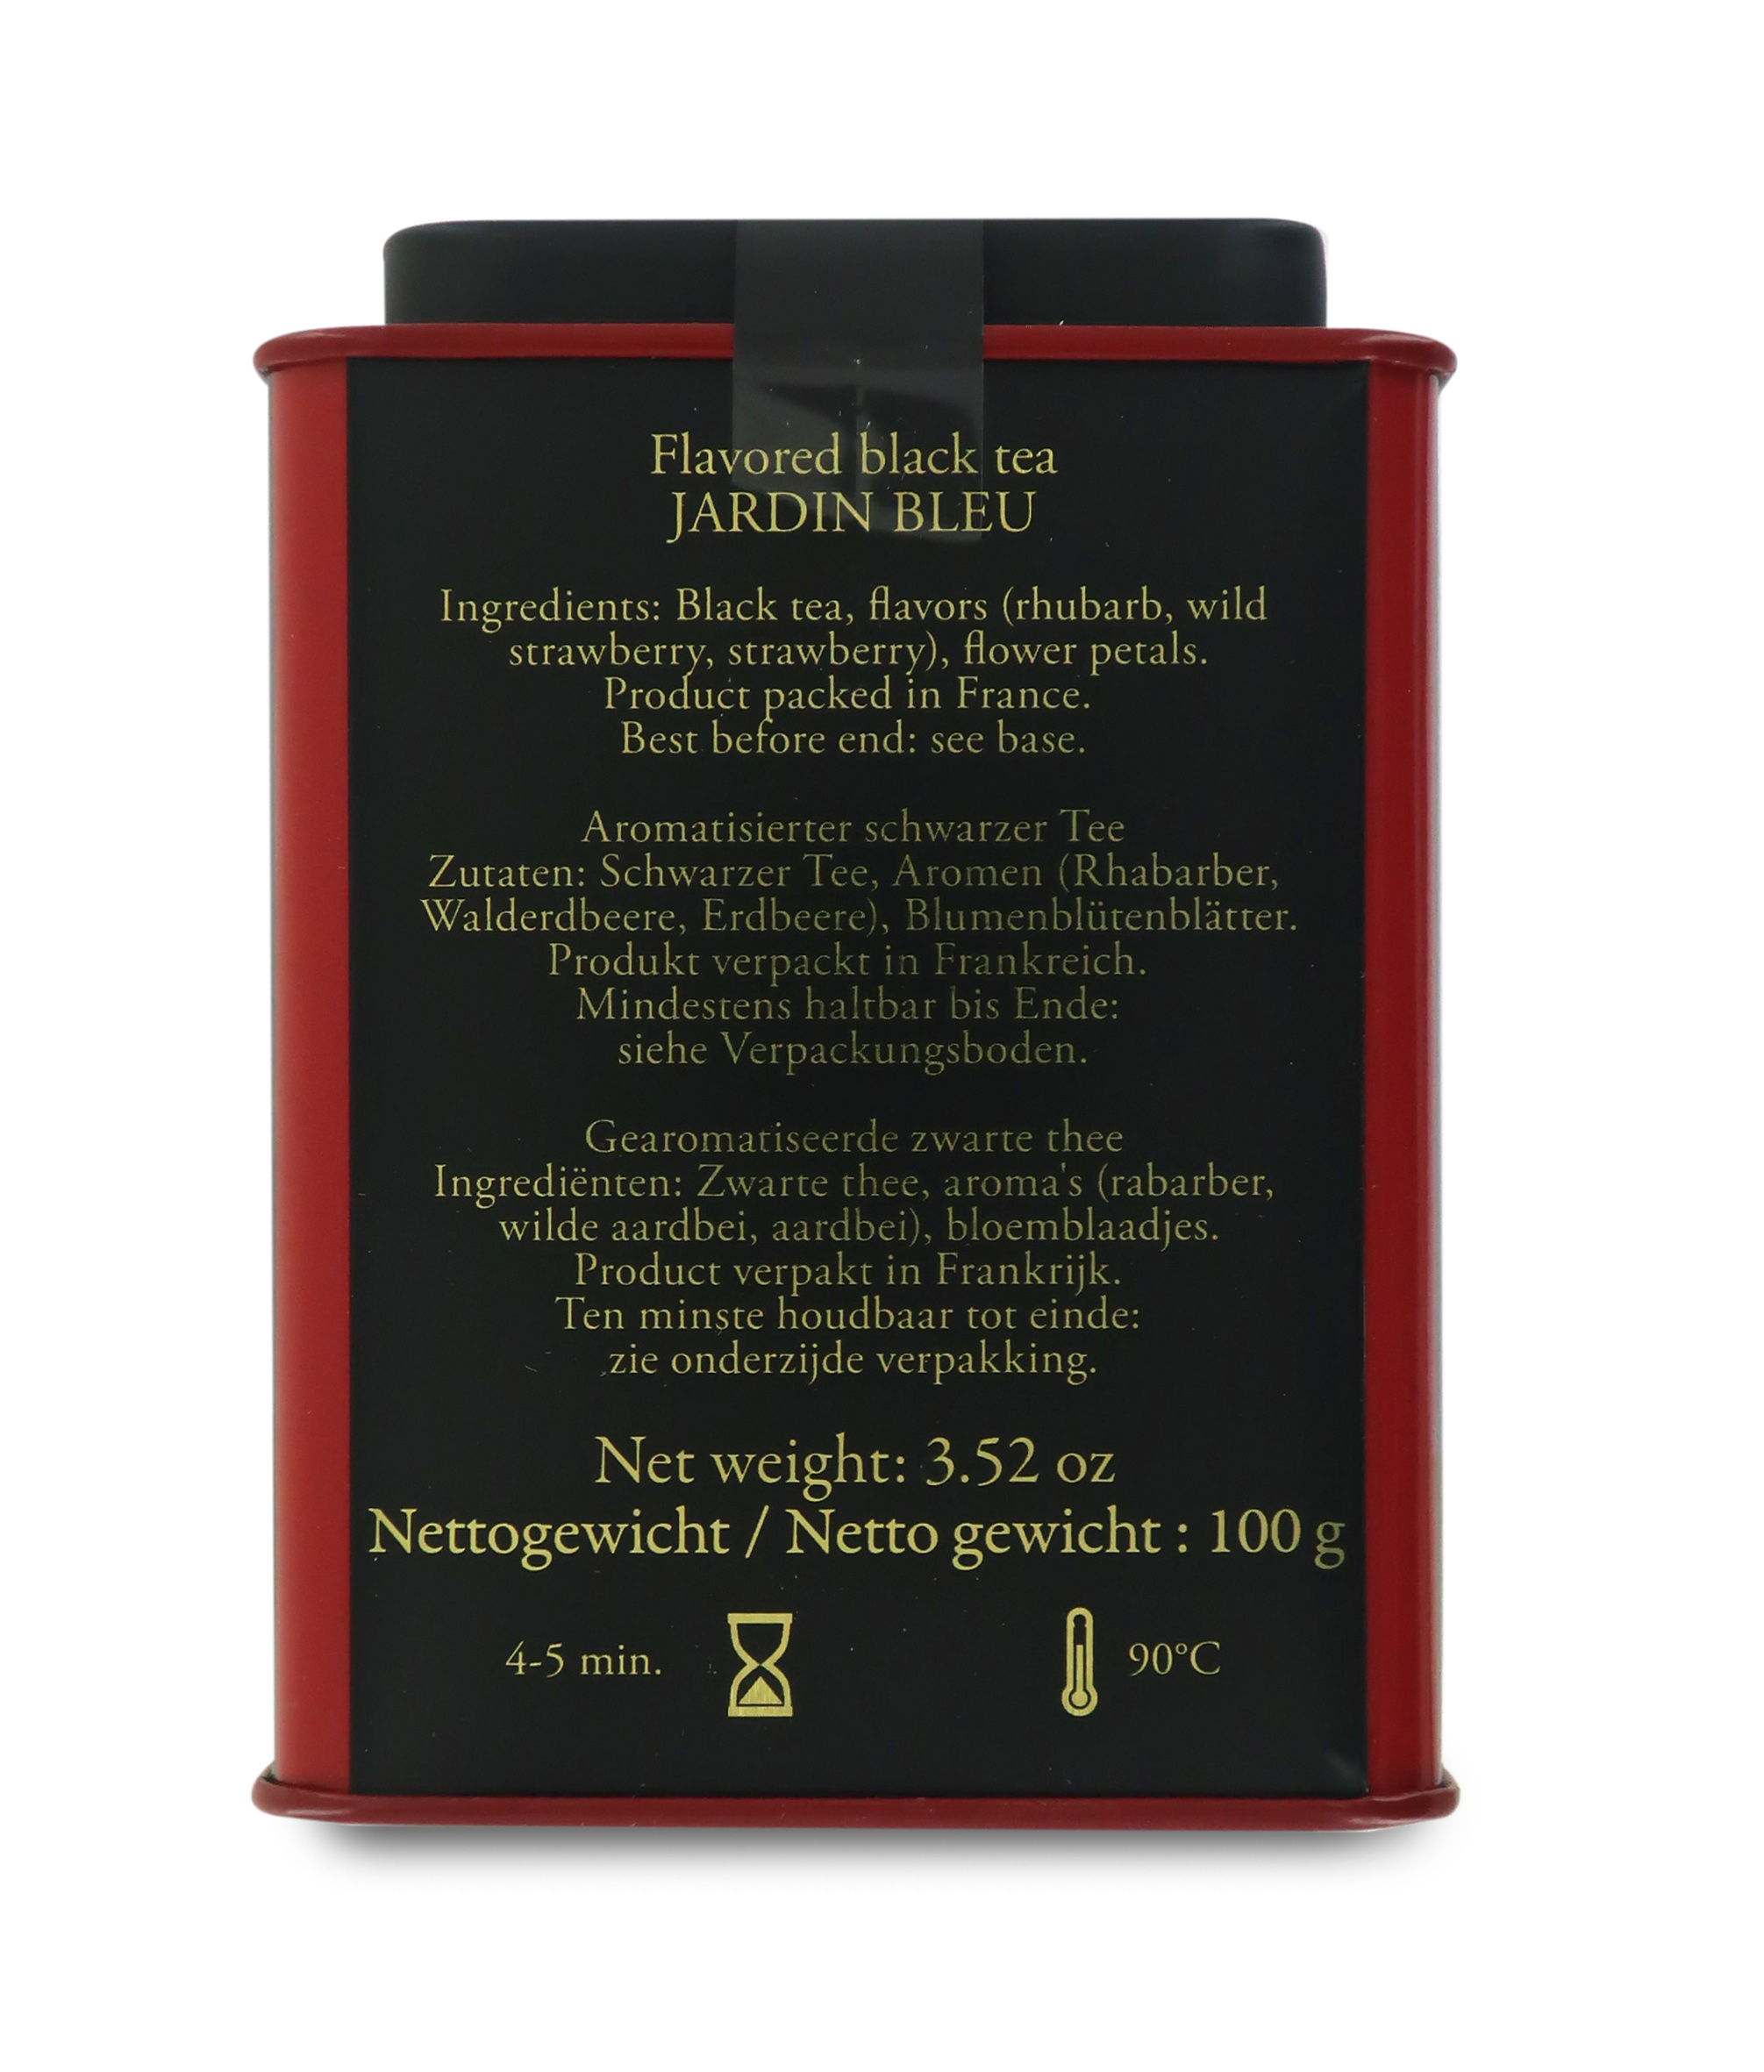 Flavored black tea
JARDIN BLEU
Ingredients: Black tea, flavors (rhubarb, wild
strawberry, strawberry), flower petals.
Product packed in France.
Best before end: see base.
Aromatisierter schwarzer Tee
Zutaten: Schwarzer Tee, Aromen (Rhabarber,
Walderdbeere, Erdbeere), Blumenblütenblätter.
Produkt verpackt in Frankreich.
Mindestens haltbar bis Ende:
siehe Verpackungsboden.
Gearomatiseerde zwarte thee
Ingrediënten: Zwarte thee, aroma's (rabarber,
wilde aardbei, aardbei), bloemblaadjes.
Product verpakt in Frankrijk.
Ten minste houdbaar tot einde:
zie onderzijde verpakking.
Net weight: 3.52 oz
Nettogewicht / Netto gewicht : 100 g
4-5 min. 90°C